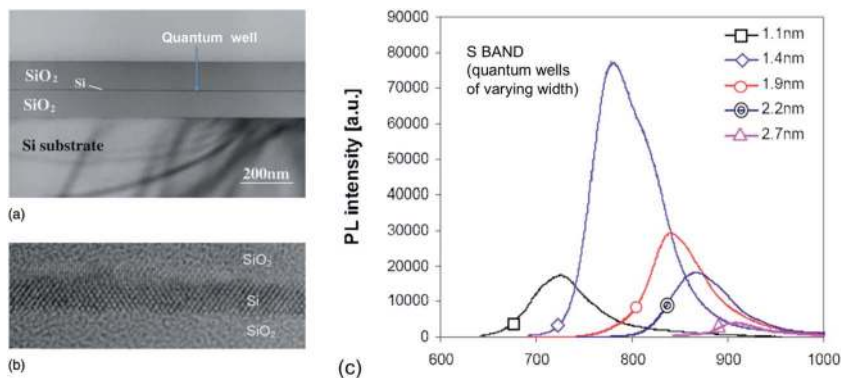 Quantum well
SiO2
Si
SiO2
Si substrate
200nm
(a)
SiO2
Si
SiO2
(b)
90000
80000
70000
60000
50000
40000
30000
20000
10000
0
PL intensity [a.u.]
S BAND
(quantum wells
of varying width)
1.1nm
1.4nm
1.9nm
2.2nm
2.7nm
600 700 800 900 1000
(c)